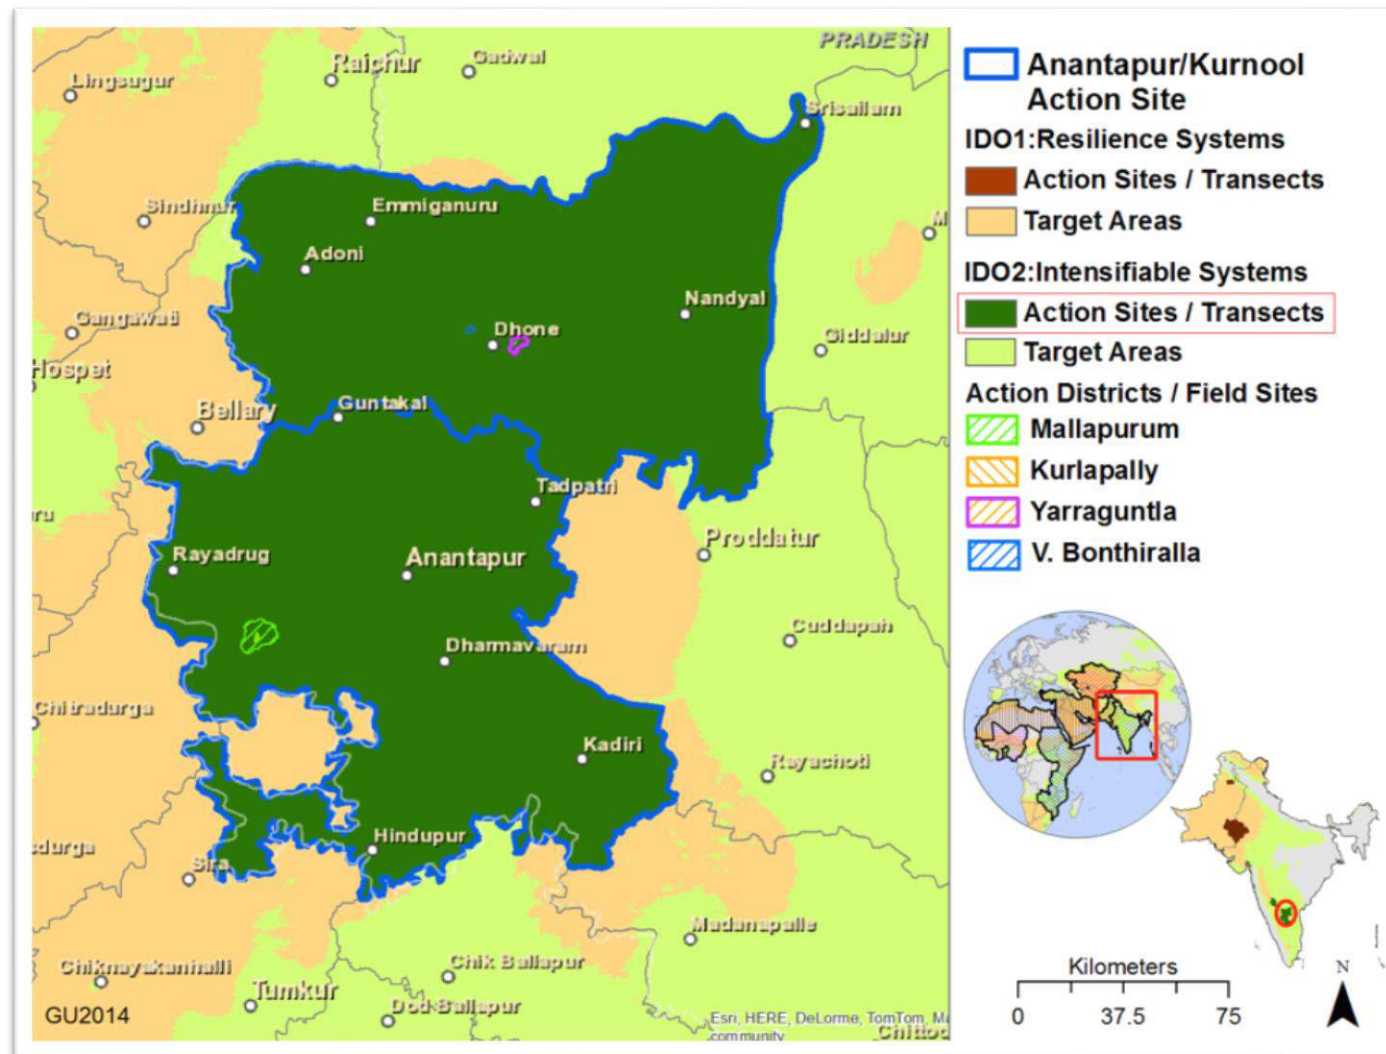 PRADESH
Raichur
Gadwal
Lingsugur
Srisailam
Sindhnur
Emmiganuru
Adoni
Nandyal
Gangawati
Dhone
Giddalur
Hospet
Bellary
Guntakal
Tadpatri
Proddatur
Rayadrug
Anantapur
Cuddapah
Dharmavaram
Chitradurga
Kadiri
Rayachoti
Hindupur
Sira
Madanapalle
Chiknayakanhalli
Chik Ballapur
Tumkur
Dod Ballapur
GU2014
Esri, HERE, DeLorme, TomTom, Ma
community
Chittoo
Anantapur/Kurnool
Action Site
IDO1:Resilience Systems
Action Sites / Transects
Target Areas
IDO2:Intensifiable Systems
Action Sites / Transects
Target Areas
Action Districts / Field Sites
Mallapurum
Kurlapally
Yarraguntla
V. Bonthiralla
N
Kilometers
0 37.5 75